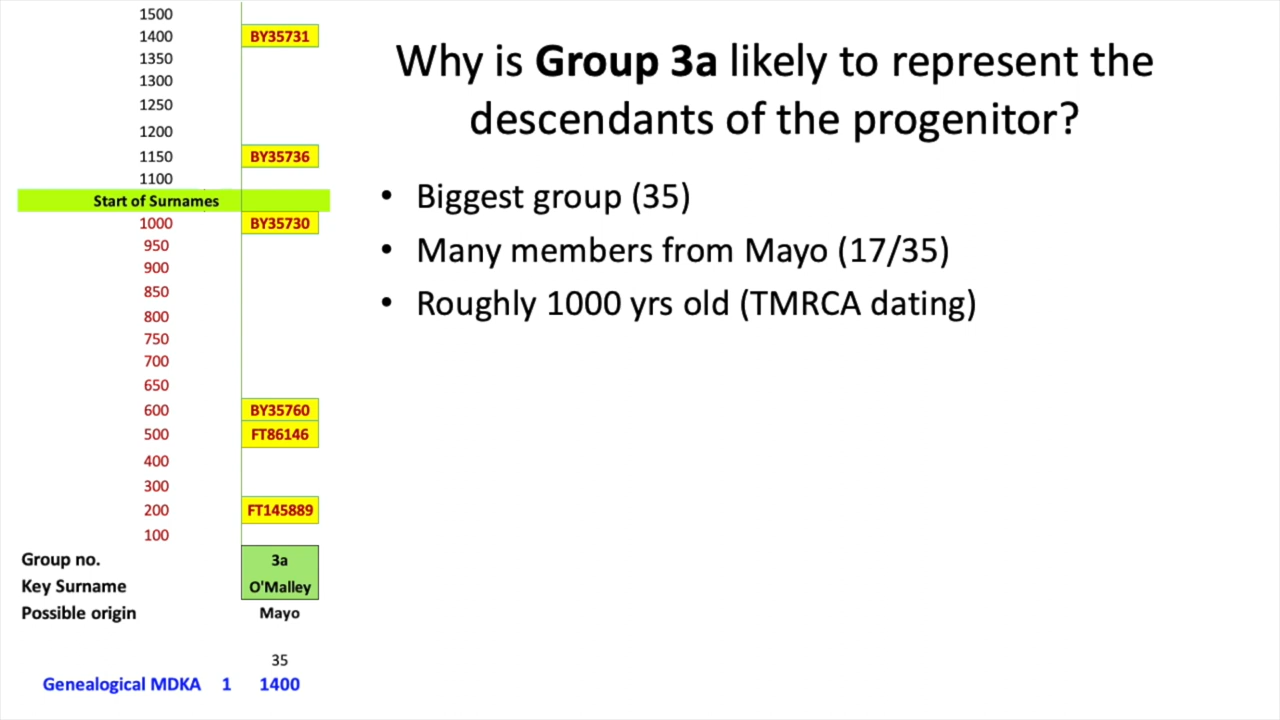 Why is Group 3a likely to represent the
descendants of the progenitor?
• Biggest group (35)
• Many members from Mayo (17/35)
• Roughly 1000 yrs old (TMRCA dating)
1500
1400 BY35731
1350
1300
1250
1200
1150 BY35736
1100
Start of Surnames
1000 BY35730
950
900
850
800
750
700
650
600 BY35760
500 FT86146
400
300
200 FT145889
100
Group no. 3a
Key Surname O'Malley
Possible origin Mayo
35
Genealogical MDKA 1 1400